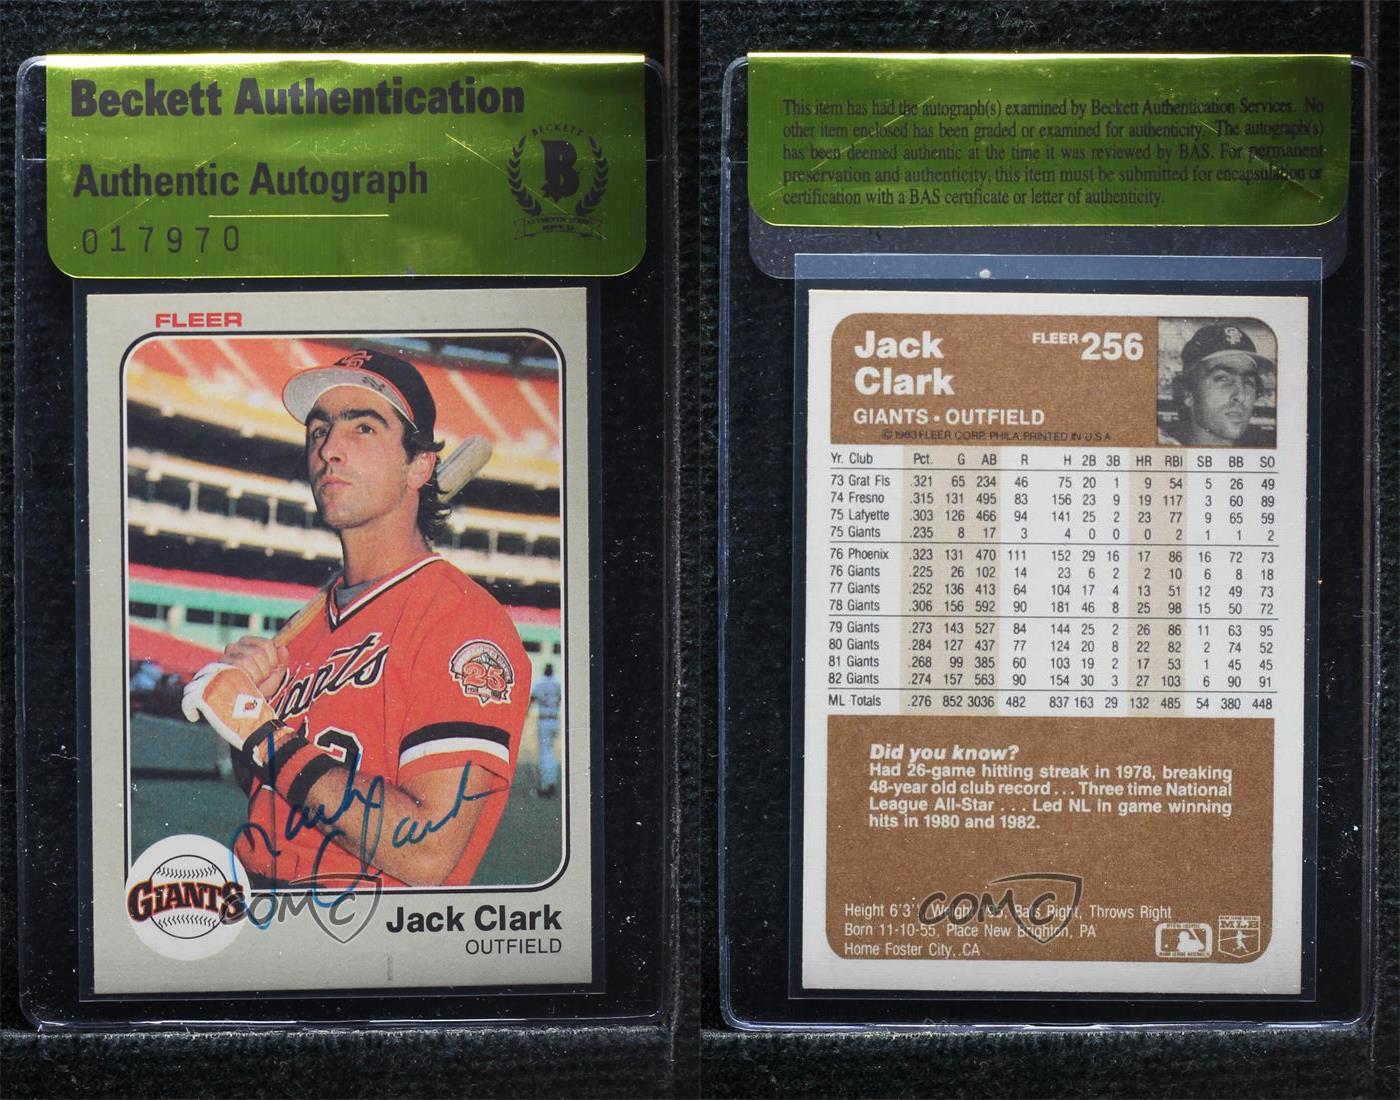 Beckett Authentication
Authentic Autograph
BECKETT
B
017970
FLEER
SF
Giants
25
Jack Clark
GIANTS
COMC
Jack Clark
OUTFIELD
This item has had the autograph(s) examined by Beckett Authentication Services. No
other item enclosed has been graded or examined for authenticity. The autograph(s)
has been deemed authentic at the time it was reviewed by BAS. For permanent
preservation and authenticity, this item must be submitted for encapsulation or
certification with a BAS certificate or letter of authenticity.
Jack
Clark
FLEER 256
GIANTS • OUTFIELD
© 1983 FLEER CORP. PHILA. PRINTED IN U.S.A
Yr. Club Pct. G AB R H 2B 3B HR RBI SB BB SO
73 Grat Fls .321 65 234 46 75 20 1 9 54 5 26 49
74 Fresno .315 131 495 83 156 23 9 19 117 3 60 89
75 Lafyette .303 126 466 94 141 25 2 23 77 9 65 59
75 Giants .235 8 17 3 4 0 0 0 2 1 1 2
76 Phoenix .323 131 470 111 152 29 16 17 86 16 72 73
76 Giants .225 26 102 14 23 6 2 2 10 6 8 18
77 Giants .252 136 413 64 104 17 4 13 51 12 49 73
78 Giants .306 156 592 90 181 46 8 25 98 15 50 72
79 Giants .273 143 527 84 144 25 2 26 86 11 63 95
80 Giants .284 127 437 77 124 20 8 22 82 2 74 52
81 Giants .268 99 385 60 103 19 2 17 53 1 45 45
82 Giants .274 157 563 90 154 30 3 27 103 6 90 91
ML Totals .276 852 3036 482 837 163 29 132 485 54 380 448
Did you know?
Had 26-game hitting streak in 1978, breaking
48-year old club record . . . Three time National
League All-Star . . . Led NL in game winning
hits in 1980 and 1982.
COMC
Height 6'3" Weight 195, Bats Right, Throws Right
Born 11-10-55, Place New Brighton, PA
Home Foster City, CA
MLB